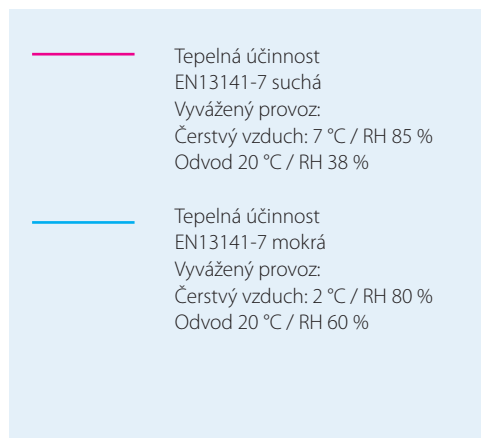 Tepelná účinnost
EN13141-7 suchá
Vyvážený provoz:
Čerstvý vzduch: 7 °C / RH 85 %
Odvod 20 °C / RH 38 %
Tepelná účinnost
EN13141-7 mokrá
Vyvážený provoz:
Čerstvý vzduch: 2 °C / RH 80 %
Odvod 20 °C / RH 60 %